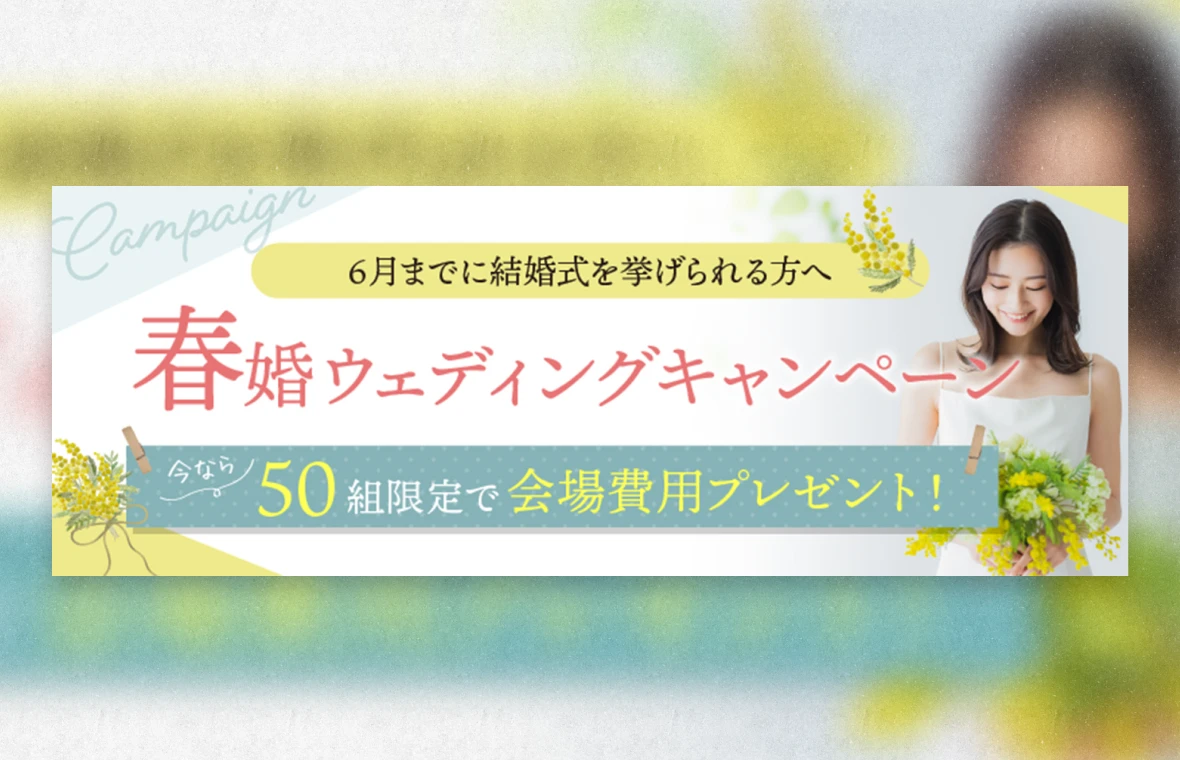 Campaign
6月までに結婚式を挙げられる方へ
春婚ウェディングキャンペーン
今なら50組限定で会場費用プレゼント！